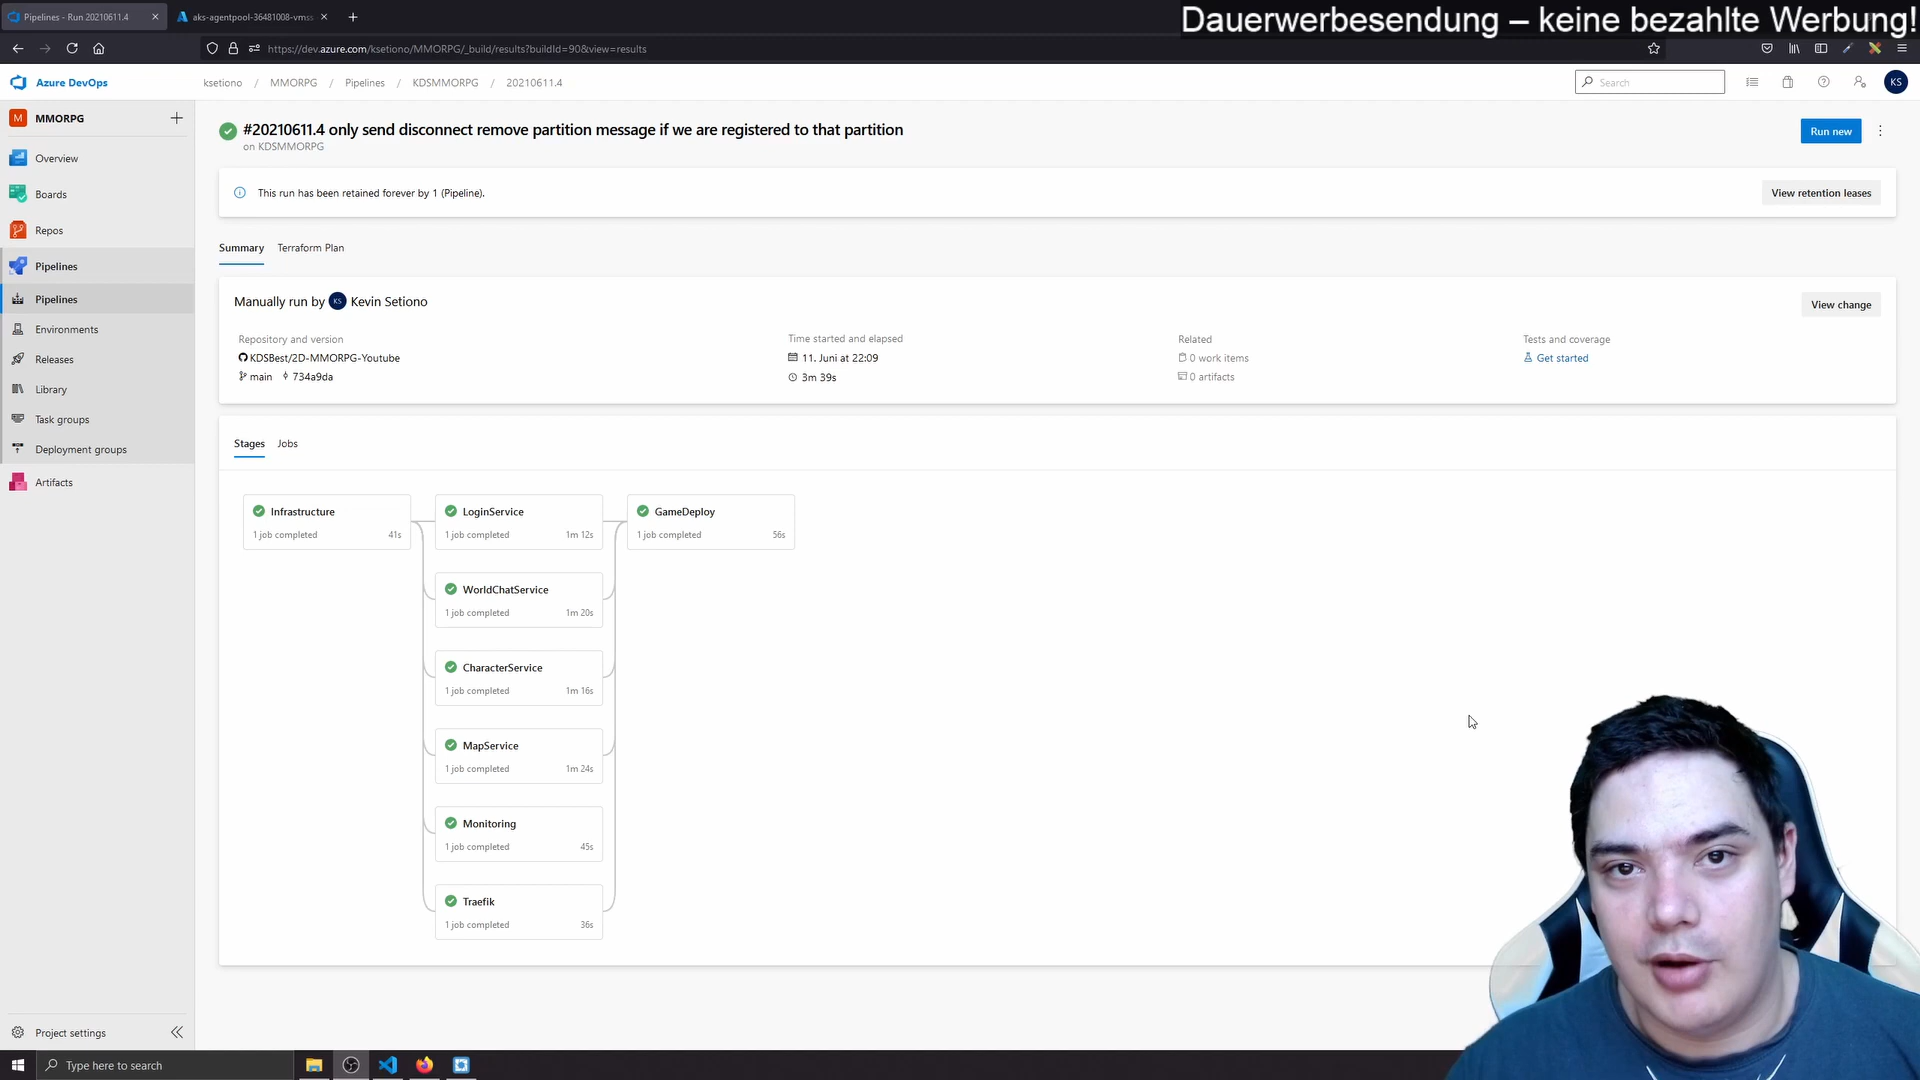 Pipelines - Run 20210611.4
aks-agentpool-36481008-vmss
Dauerwerbesendung – keine bezahlte Werbung!
https://dev.azure.com/ksetiono/MMORPG/_build/results?buildId=90&view=results
Azure DevOps
ksetiono / MMORPG / Pipelines / KDSMMORPG / 20210611.4
Search
KS
M MMORPG
Overview
Boards
Repos
Pipelines
Pipelines
Environments
Releases
Library
Task groups
Deployment groups
Artifacts
Project settings
#20210611.4 only send disconnect remove partition message if we are registered to that partition
on KDSMMORPG
Run new
This run has been retained forever by 1 (Pipeline).
View retention leases
Summary
Terraform Plan
Manually run by KS Kevin Setiono
View change
Repository and version
KDSBest/2D-MMORPG-Youtube
main 734a9da
Time started and elapsed
11. Juni at 22:09
3m 39s
Related
0 work items
0 artifacts
Tests and coverage
Get started
Stages
Jobs
Infrastructure
1 job completed 41s
LoginService
1 job completed 1m 12s
GameDeploy
1 job completed 56s
WorldChatService
1 job completed 1m 20s
CharacterService
1 job completed 1m 16s
MapService
1 job completed 1m 24s
Monitoring
1 job completed 45s
Traefik
1 job completed 36s
Type here to search